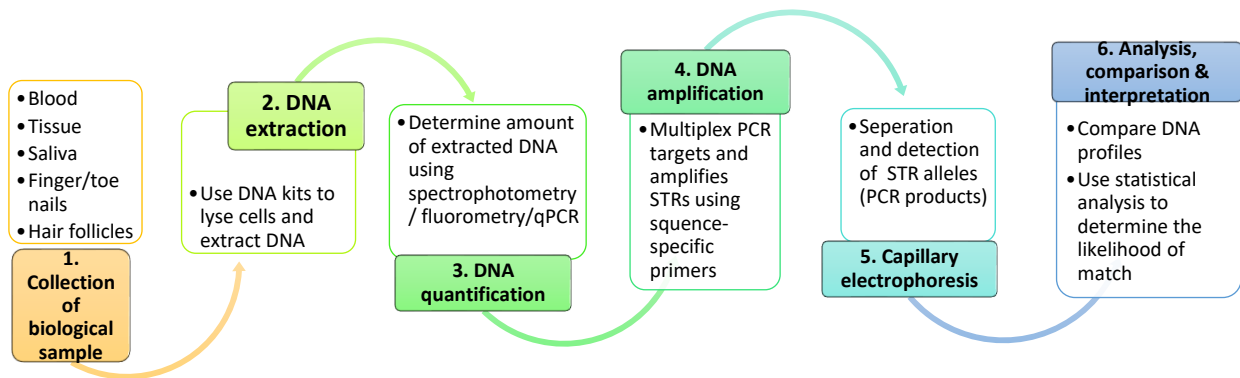 • Blood
• Tissue
• Saliva
• Finger/toe
nails
• Hair follicles
1.
Collection
of
biological
sample
2. DNA
extraction
• Use DNA kits to
lyse cells and
extract DNA
• Determine amount
of extracted DNA
using
spectrophotometry
/ fluorometry/qPCR
3. DNA
quantification
4. DNA
amplification
• Multiplex PCR
targets and
amplifies
STRs using
squence-
specific
primers
• Seperation
and detection
of STR alleles
(PCR products)
5. Capillary
electrophoresis
6. Analysis,
comparison &
interpretation
• Compare DNA
profiles
• Use statistical
analysis to
determine the
likelihood of
match